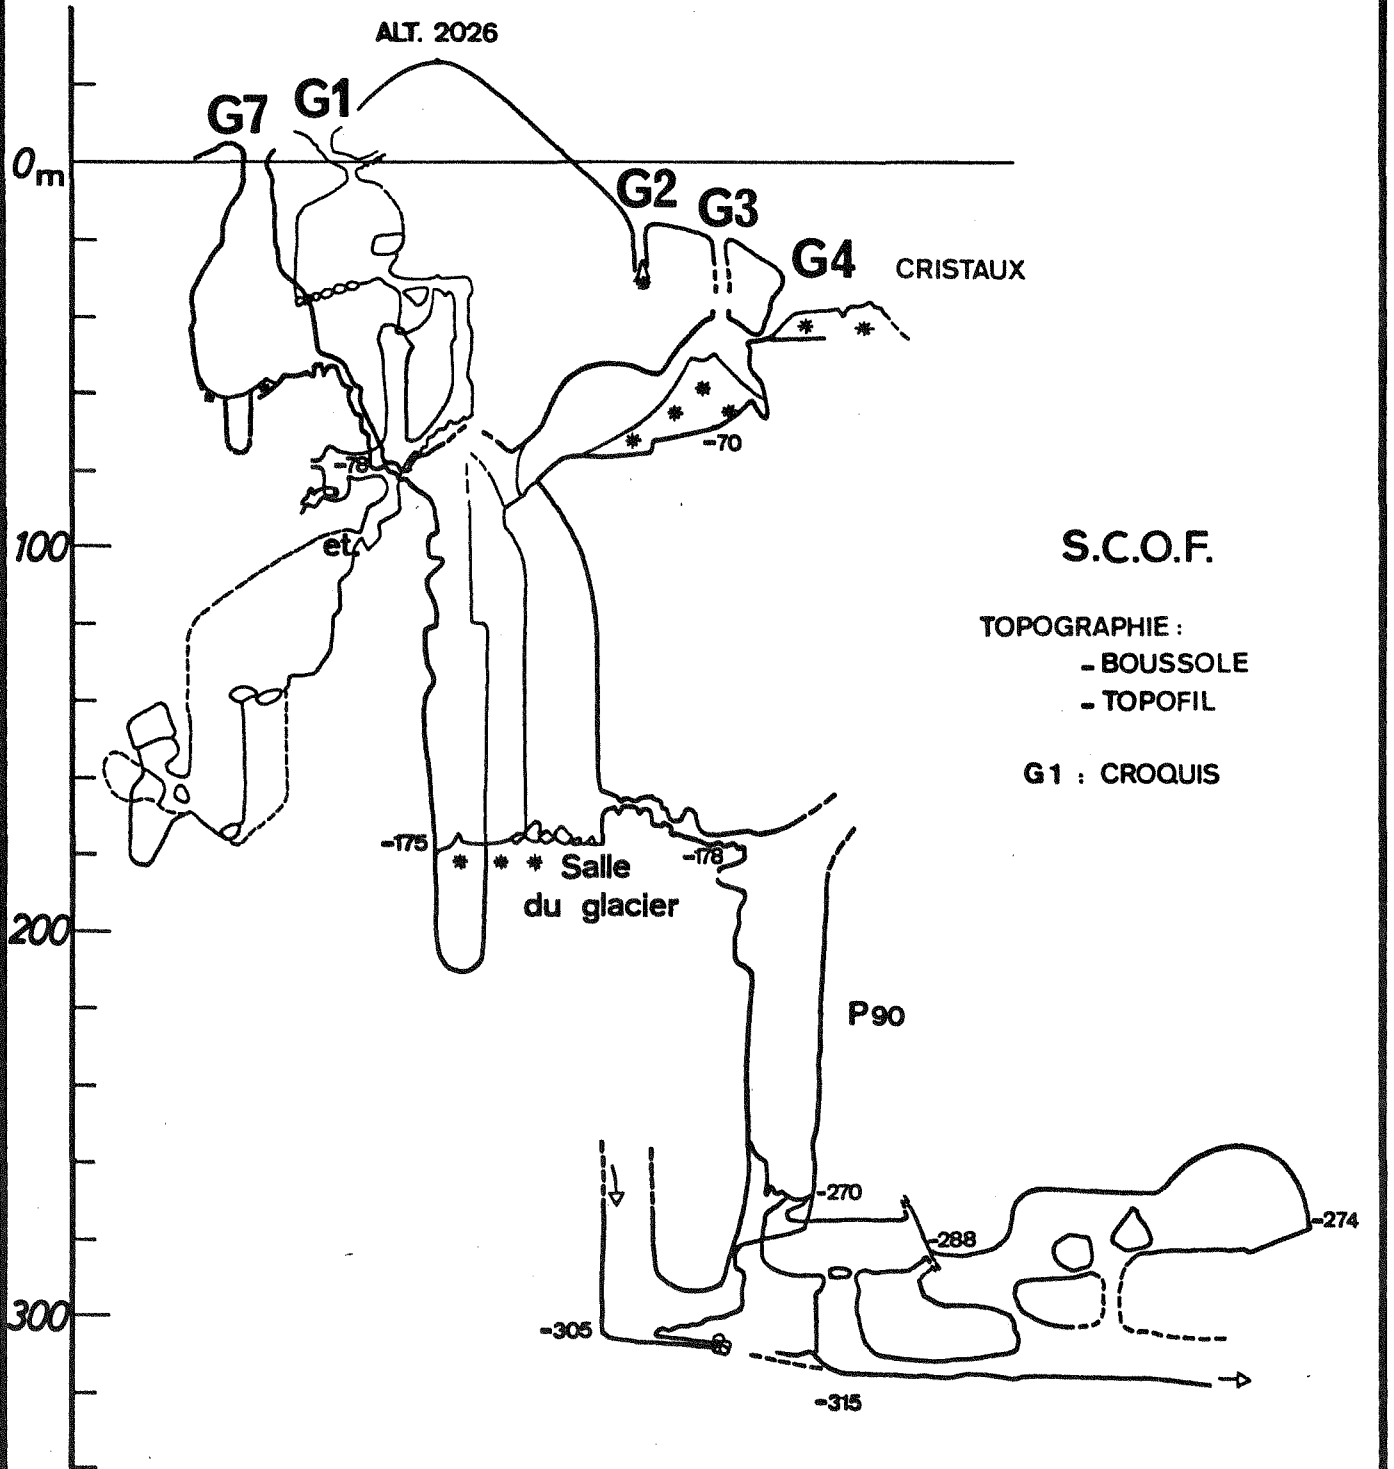 ALT. 2026
G7
G1
0m
G2
G3
G4
CRISTAUX
-70
-78
100
et.
S.C.O.F.
TOPOGRAPHIE :
- BOUSSOLE
- TOPOFIL
G1 : CROQUIS
-175
-178
Salle
du glacier
200
P90
-270
-274
-288
300
-305
-315